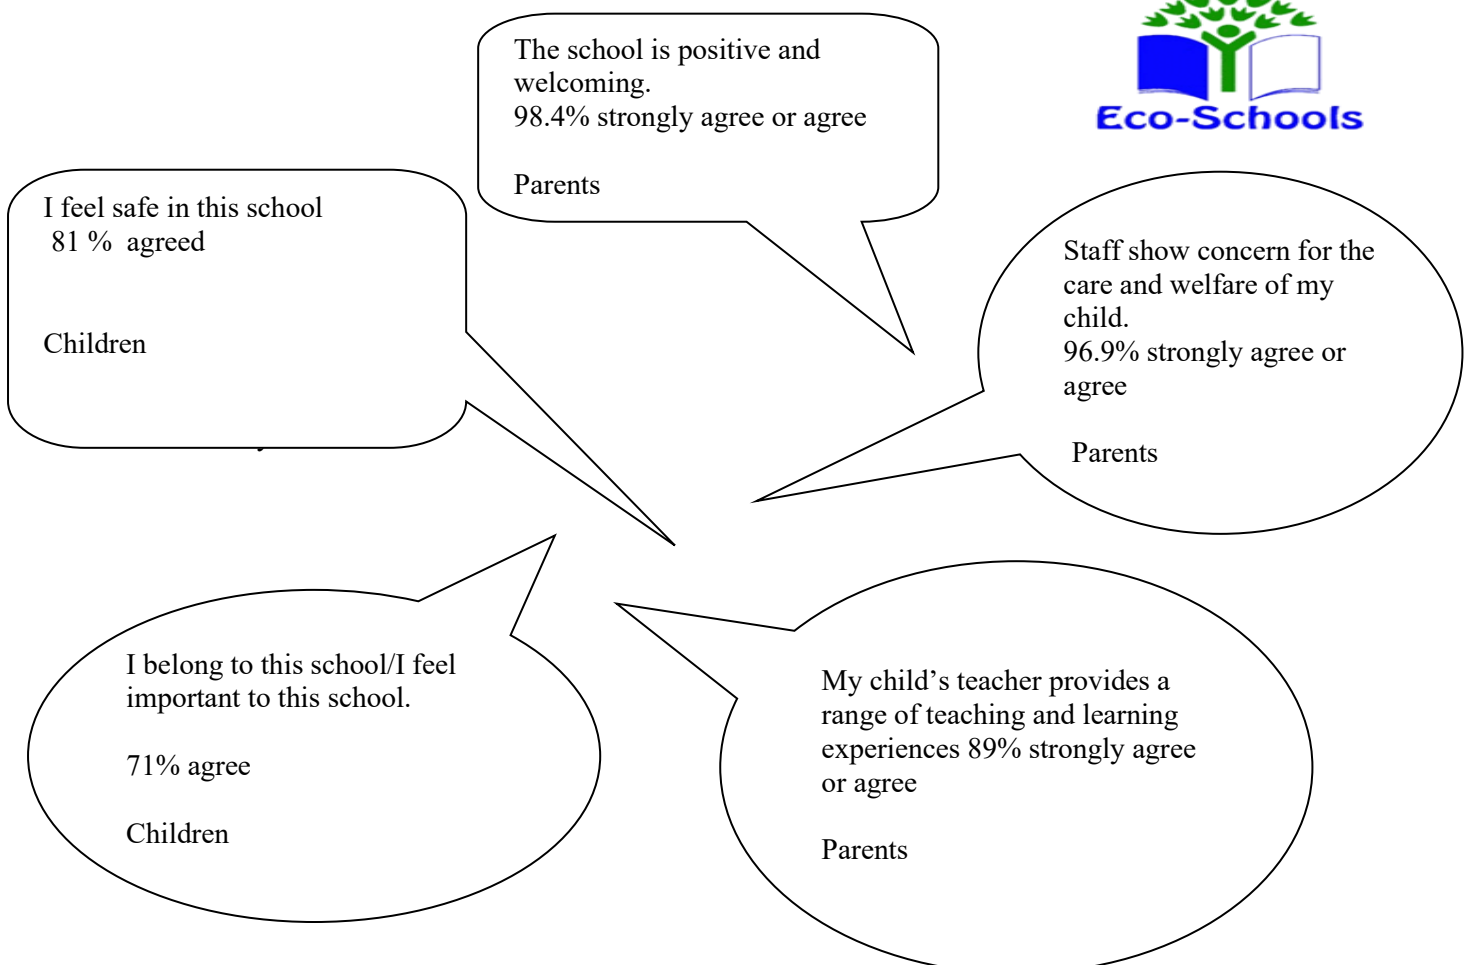 The school is positive and
welcoming.
98.4% strongly agree or agree
Parents
Eco-Schools
I feel safe in this school
81 % agreed
Children
Staff show concern for the
care and welfare of my
child.
96.9% strongly agree or
agree
Parents
I belong to this school/I feel
important to this school.
71% agree
Children
My child’s teacher provides a
range of teaching and learning
experiences 89% strongly agree
or agree
Parents